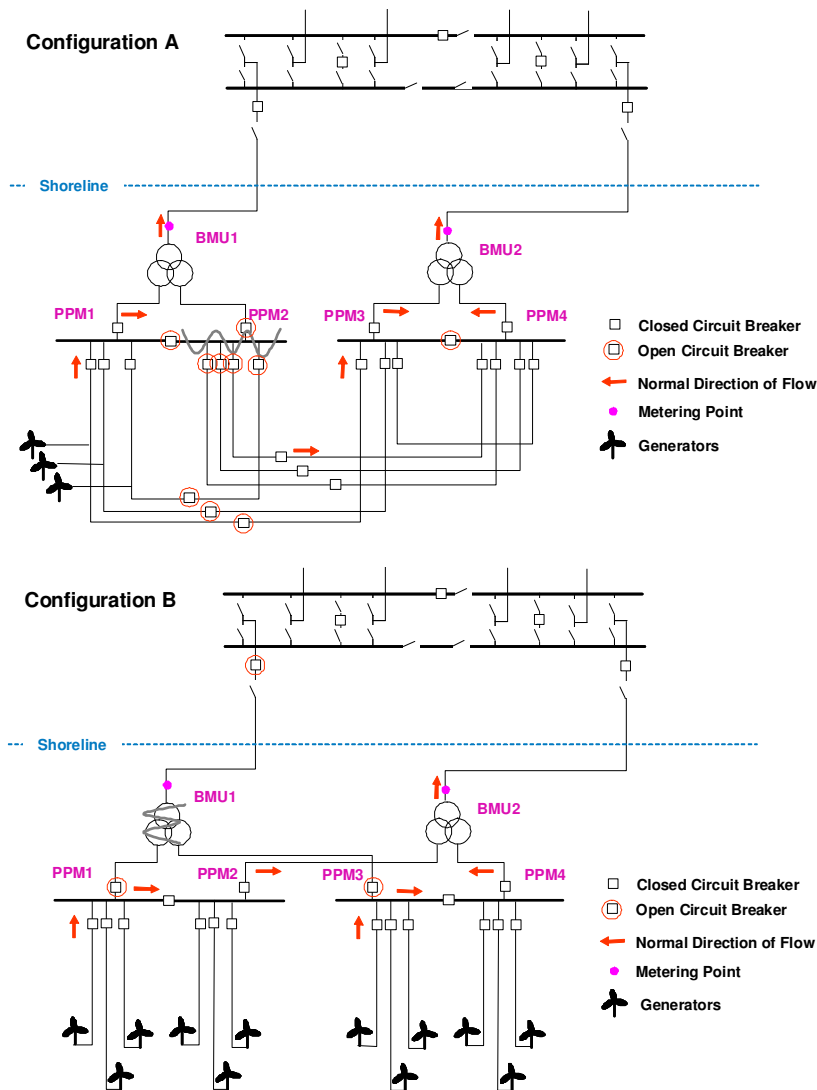 Configuration A
Shoreline
BMU1
BMU2
PPM1
PPM2
PPM3
PPM4
Closed Circuit Breaker
Open Circuit Breaker
Normal Direction of Flow
Metering Point
Generators
Configuration B
Shoreline
BMU1
BMU2
PPM1
PPM2
PPM3
PPM4
Closed Circuit Breaker
Open Circuit Breaker
Normal Direction of Flow
Metering Point
Generators